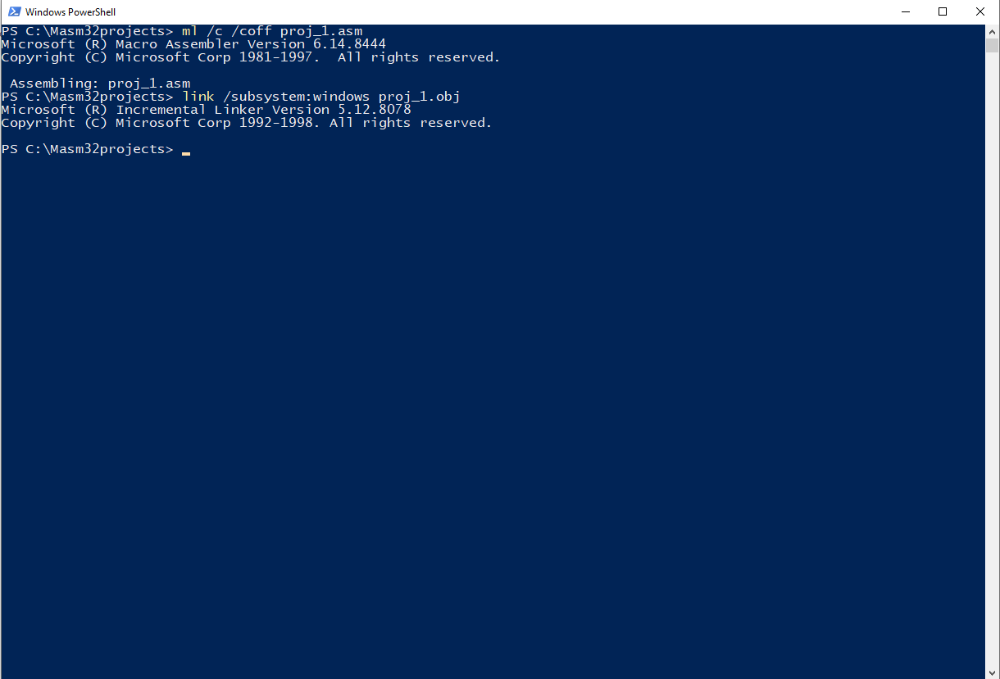 Windows PowerShell
PS C:\Masm32projects> ml /c /coff proj_1.asm
Microsoft (R) Macro Assembler Version 6.14.8444
Copyright (C) Microsoft Corp 1981-1997.  All rights reserved.
 Assembling: proj_1.asm
PS C:\Masm32projects> link /subsystem:windows proj_1.obj
Microsoft (R) Incremental Linker Version 5.12.8078
Copyright (C) Microsoft Corp 1992-1998. All rights reserved.
PS C:\Masm32projects>